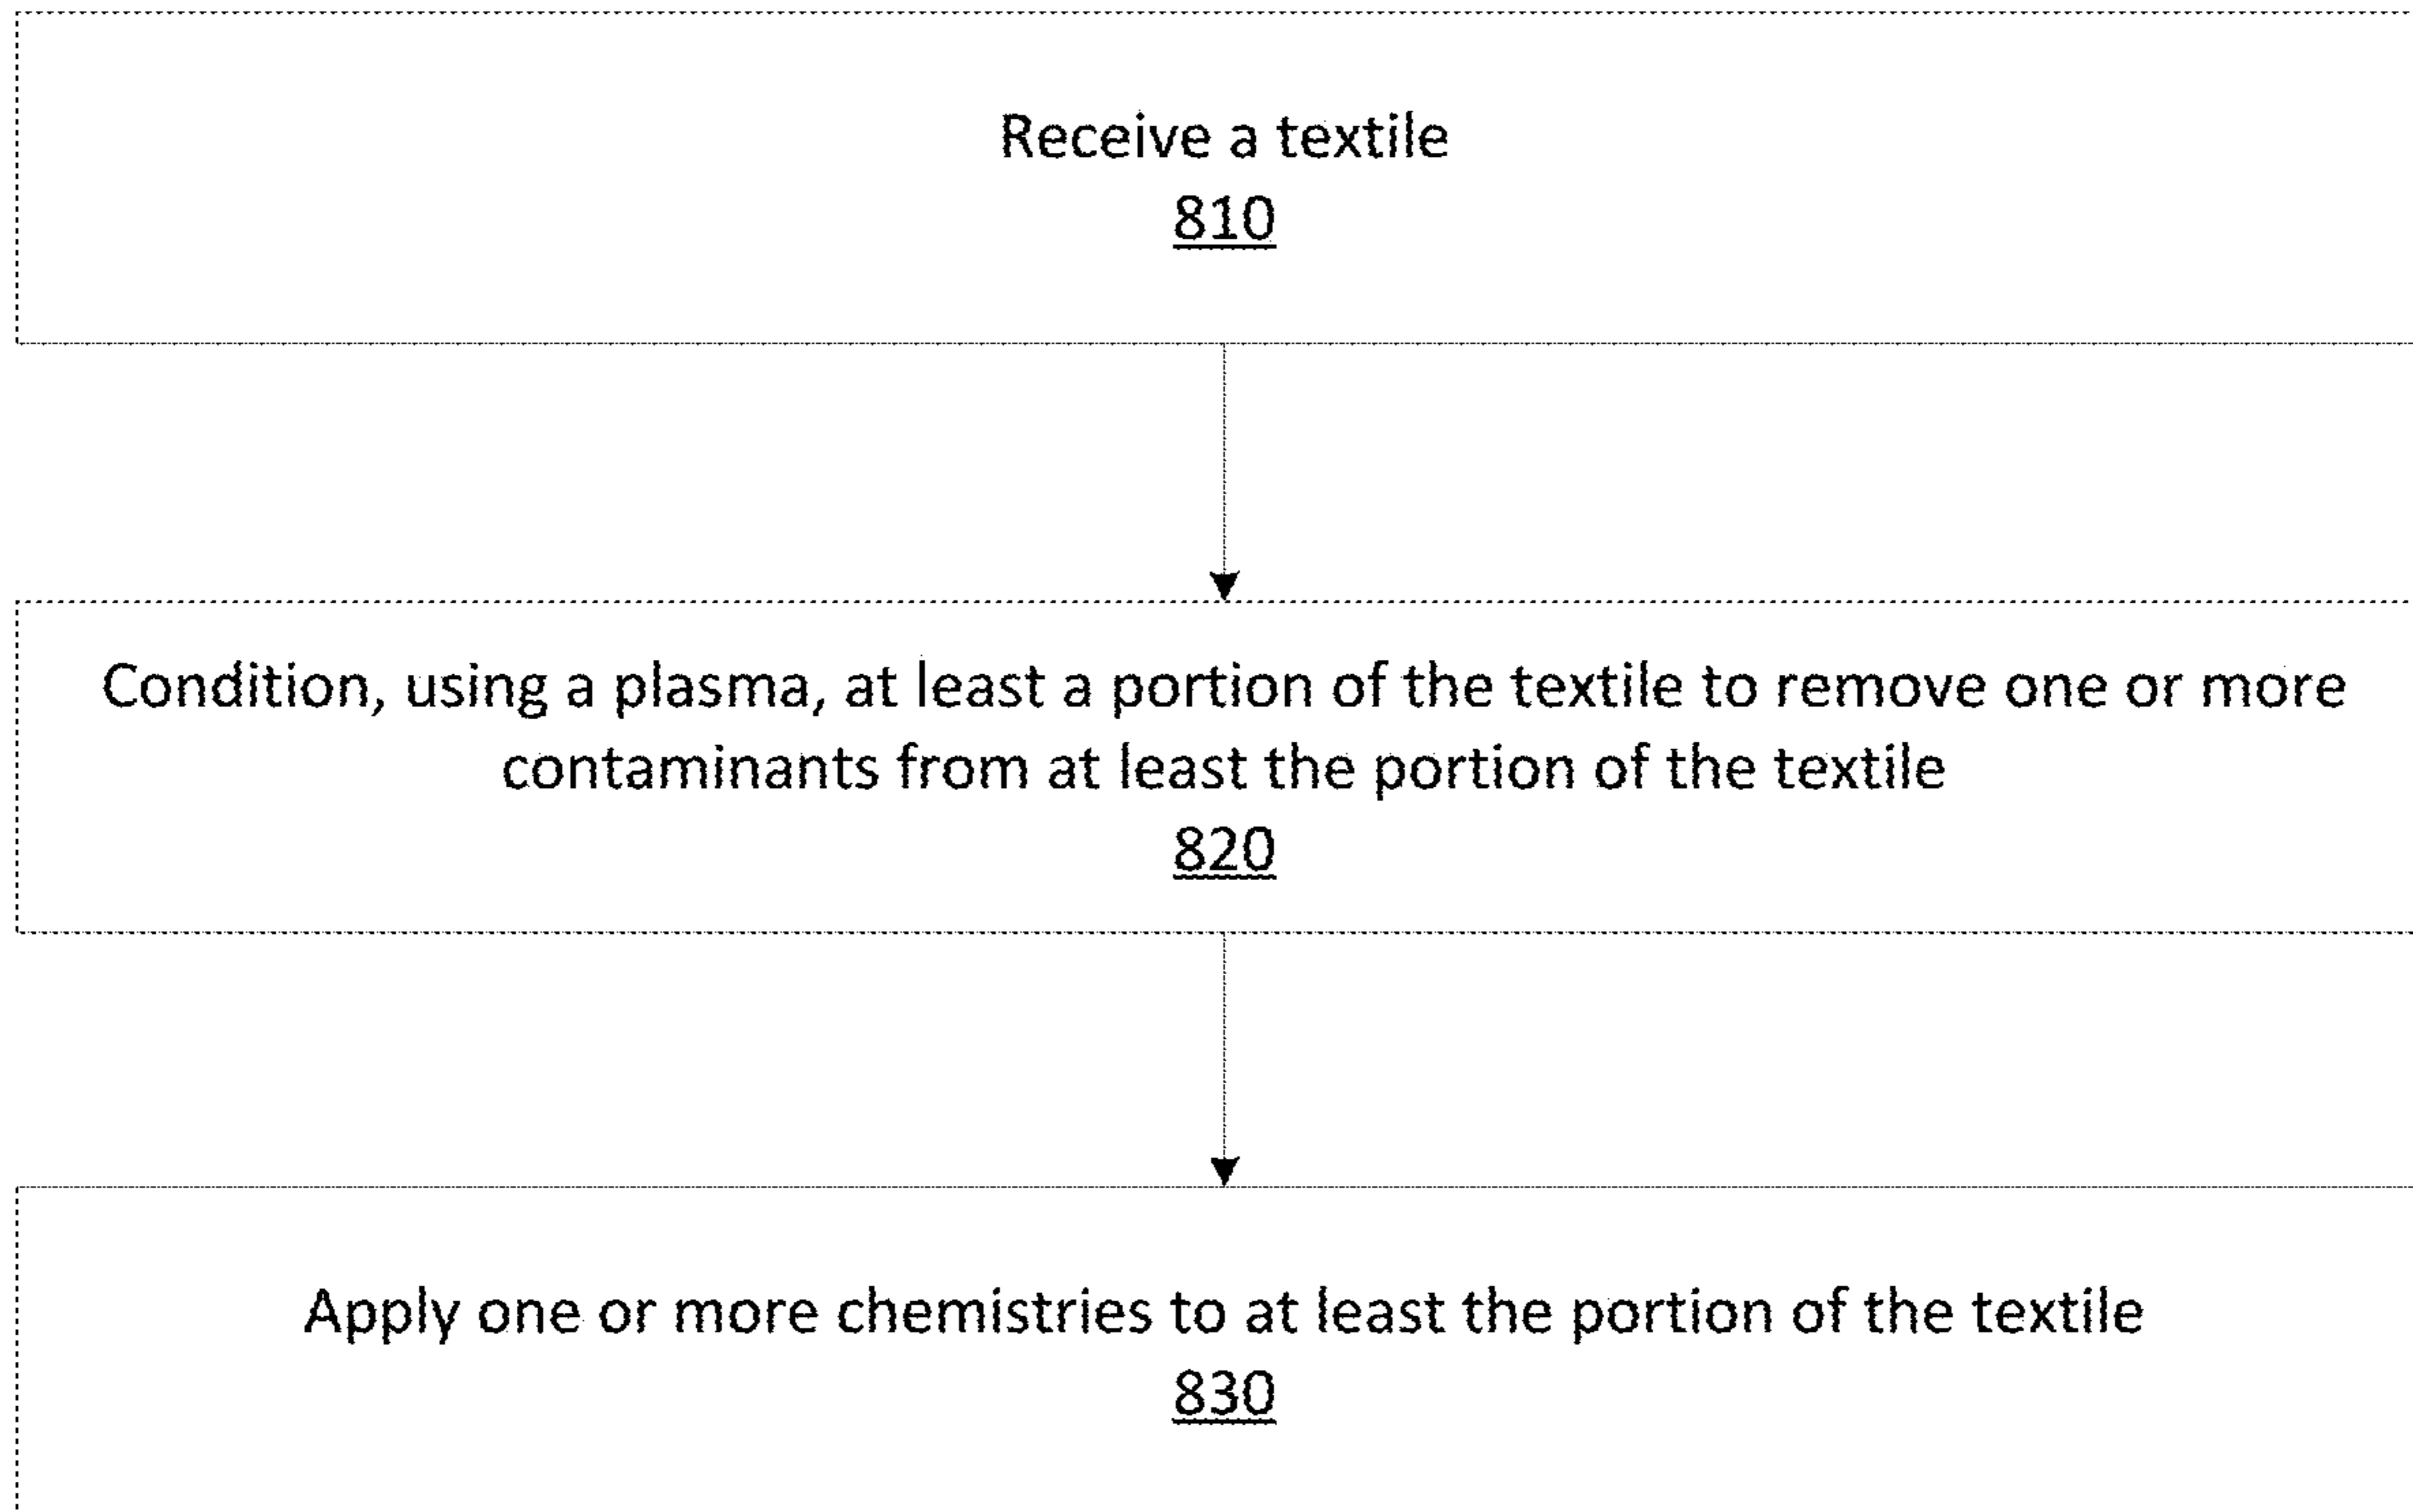 Receive a textile
810
Condition, using a plasma, at least a portion of the textile to remove one or more
contaminants from at least the portion of the textile
820
Apply one or more chemistries to at least the portion of the textile
830